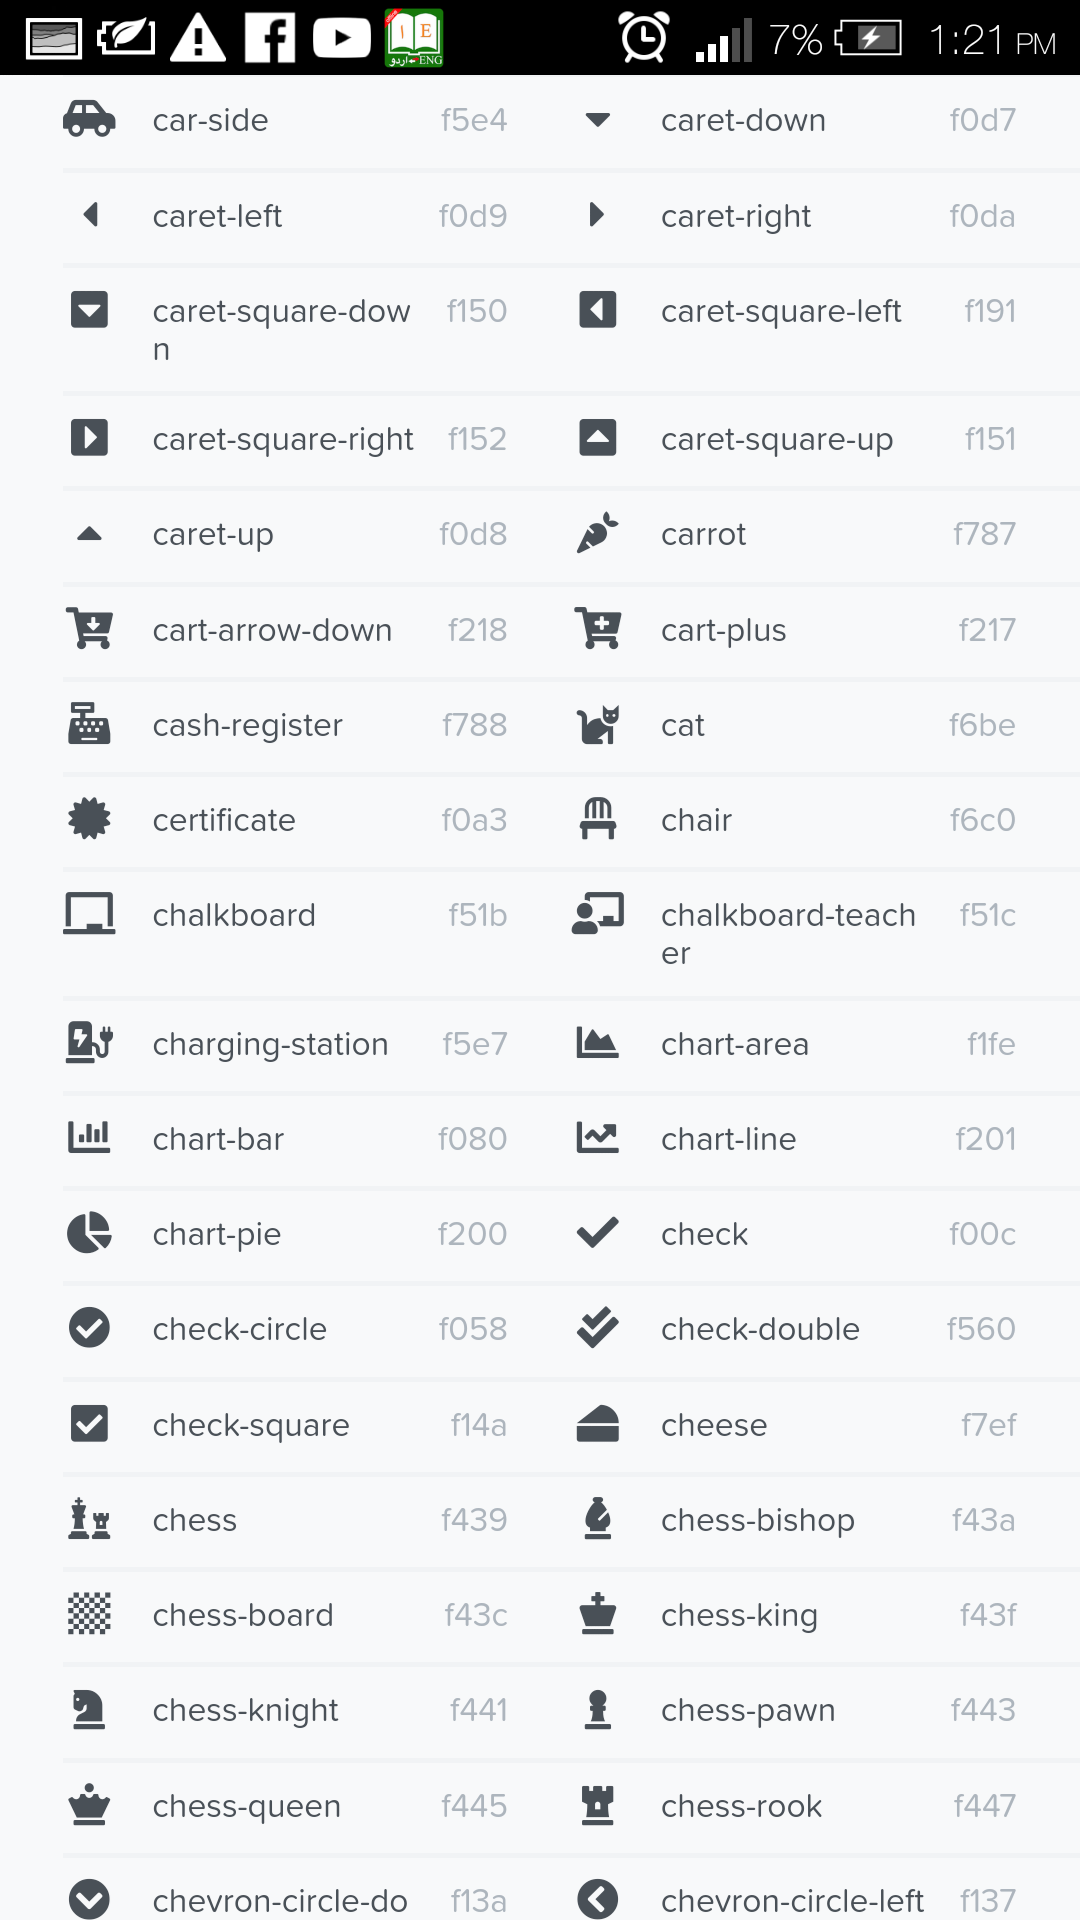 7% 1:21 PM
car-side f5e4 caret-down f0d7
caret-left f0d9 caret-right f0da
caret-square-dow f150 caret-square-left f191
n
caret-square-right f152 caret-square-up f151
caret-up f0d8 carrot f787
cart-arrow-down f218 cart-plus f217
cash-register f788 cat f6be
certificate f0a3 chair f6c0
chalkboard f51b chalkboard-teach f51c
er
charging-station f5e7 chart-area f1fe
chart-bar f080 chart-line f201
chart-pie f200 check f00c
check-circle f058 check-double f560
check-square f14a cheese f7ef
chess f439 chess-bishop f43a
chess-board f43c chess-king f43f
chess-knight f441 chess-pawn f443
chess-queen f445 chess-rook f447
chevron-circle-do f13a chevron-circle-left f137